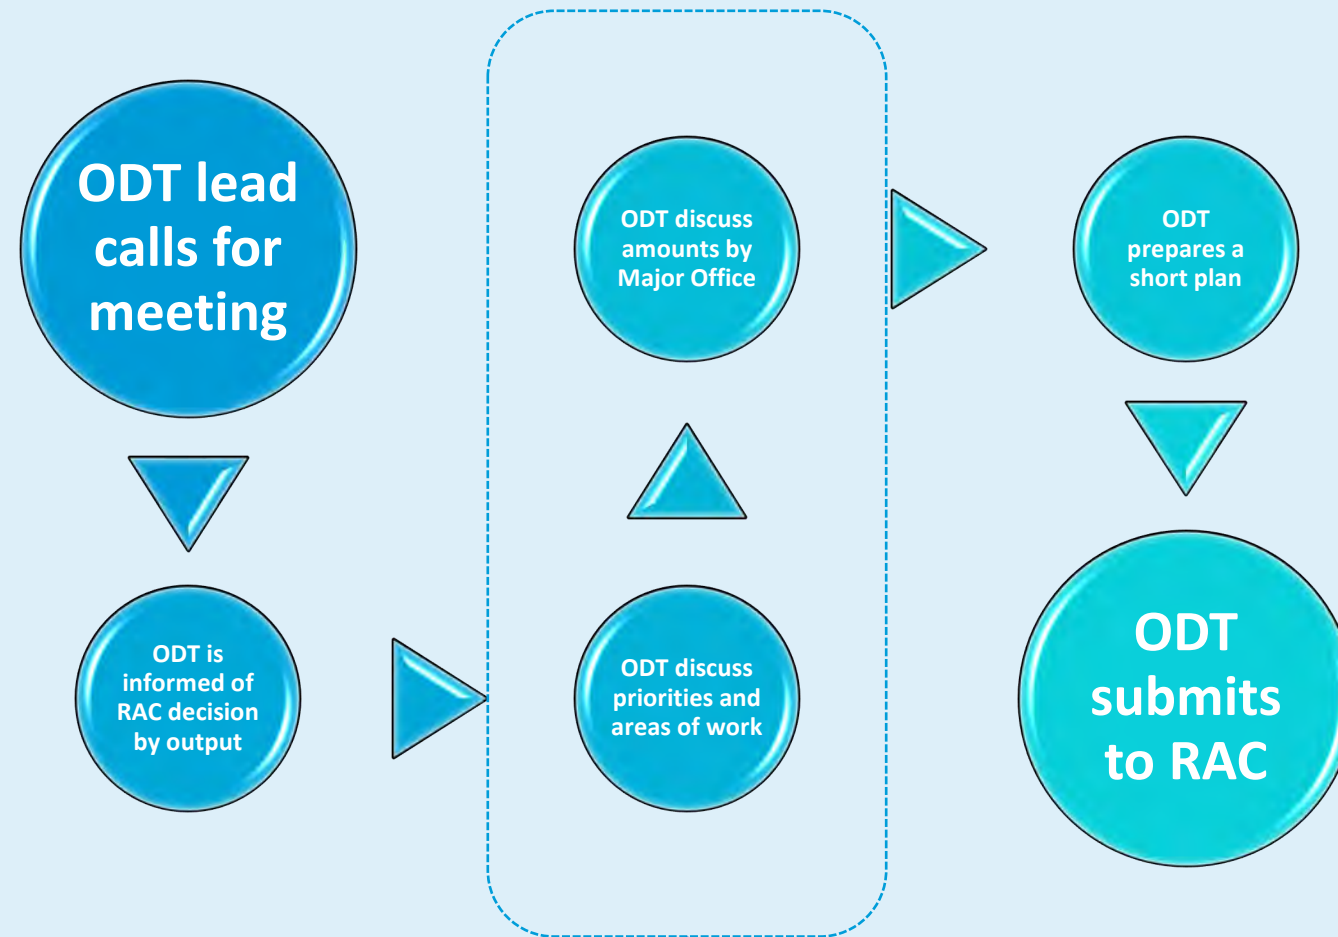 ODT lead
calls for
meeting
ODT is
informed of
RAC decision
by output
ODT discuss
priorities and
areas of work
ODT discuss
amounts by
Major Office
ODT
prepares a
short plan
ODT
submits
to RAC